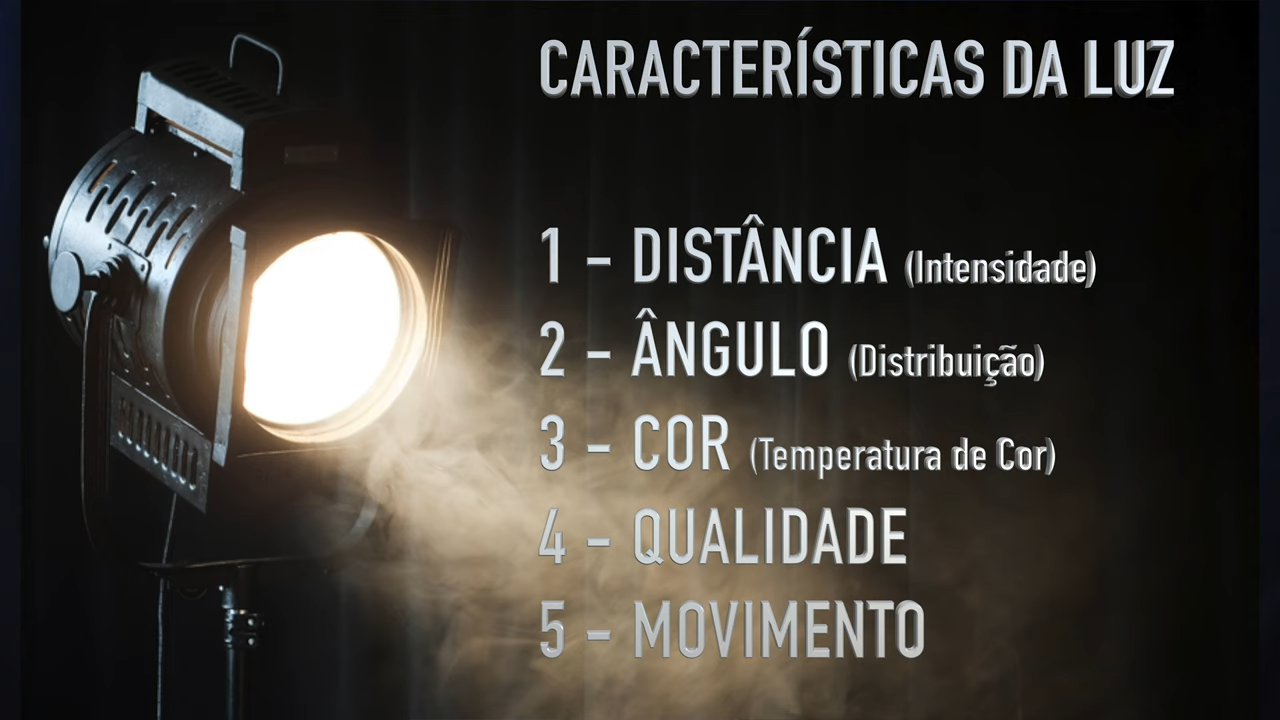 CARACTERÍSTICAS DA LUZ
1 - DISTÂNCIA (Intensidade)
2 - ÂNGULO (Distribuição)
3 - COR (Temperatura de Cor)
4 - QUALIDADE
5 - MOVIMENTO